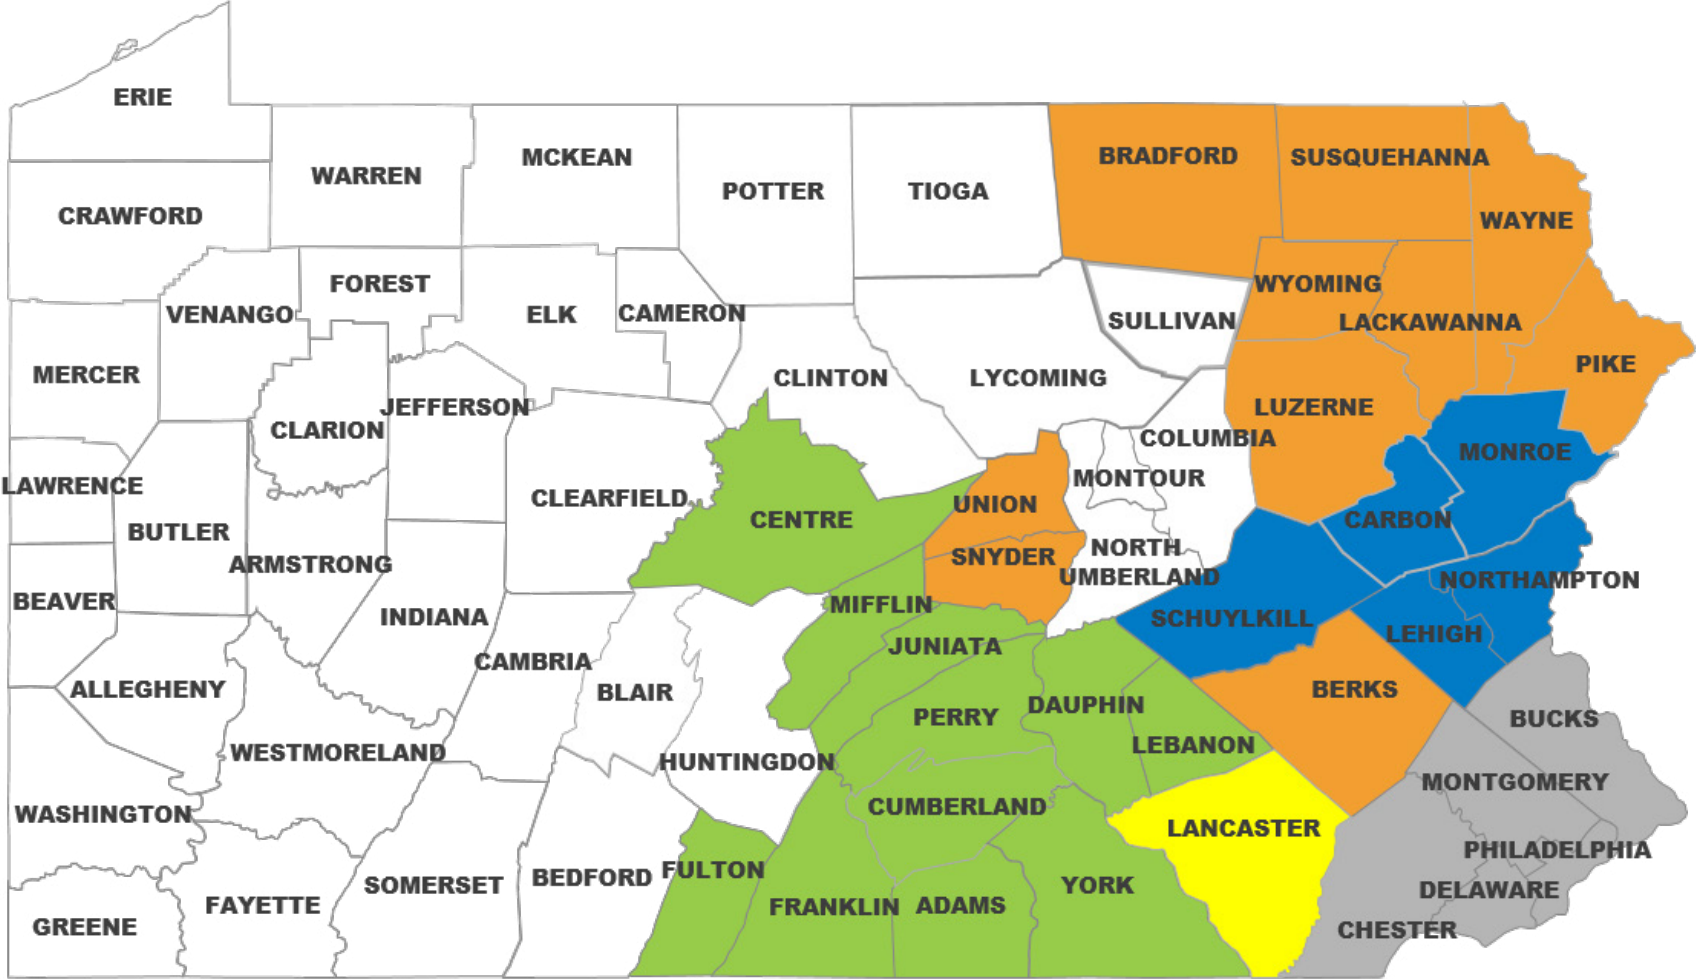 ERIE
WARREN
MCKEAN
POTTER
TIOGA
BRADFORD
SUSQUEHANNA
CRAWFORD
WAYNE
FOREST
VENANGO
ELK
CAMERON
SULLIVAN
WYOMING
LACKAWANNA
MERCER
CLINTON
LYCOMING
PIKE
JEFFERSON
LUZERNE
CLARION
COLUMBIA
MONROE
LAWRENCE
CLEARFIELD
MONTOUR
UNION
BUTLER
CENTRE
CARBON
ARMSTRONG
SNYDER
NORTH
UMBERLAND
NORTHAMPTON
BEAVER
INDIANA
MIFFLIN
SCHUYLKILL
LEHIGH
JUNIATA
CAMBRIA
ALLEGHENY
BLAIR
BERKS
PERRY
DAUPHIN
BUCKS
WESTMORELAND
LEBANON
HUNTINGDON
MONTGOMERY
WASHINGTON
CUMBERLAND
LANCASTER
PHILADELPHIA
FULTON
BEDFORD
SOMERSET
YORK
DELAWARE
FAYETTE
FRANKLIN
ADAMS
GREENE
CHESTER